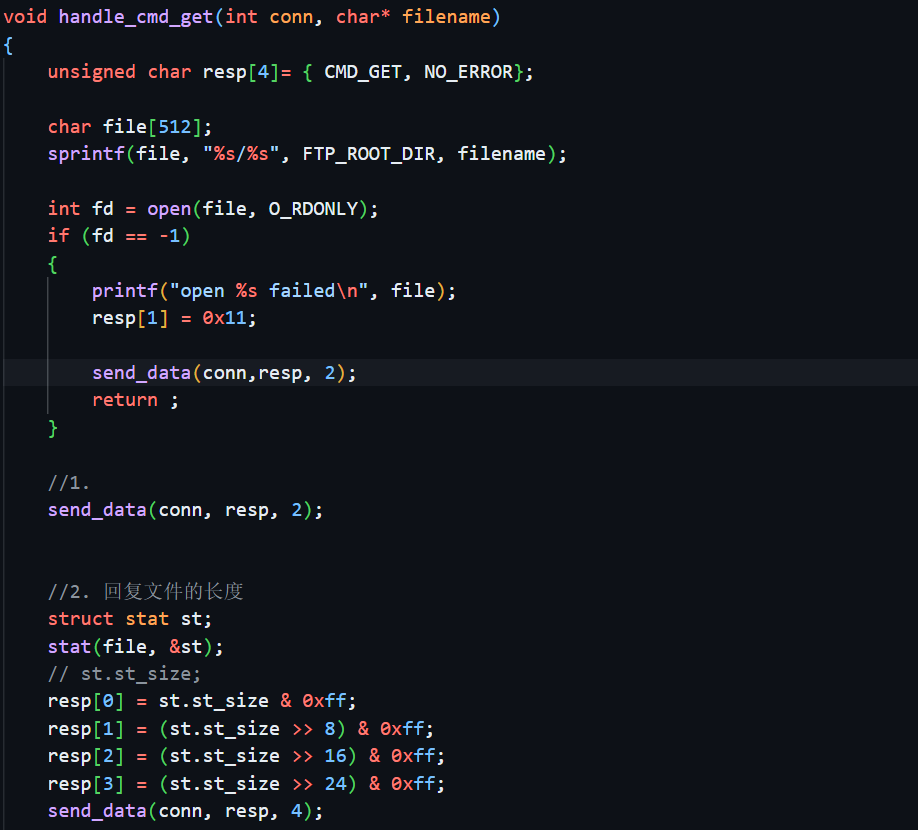 void handle_cmd_get(int conn, char* filename)
{
unsigned char resp[4]= { CMD_GET, NO_ERROR};
char file[512];
sprintf(file, "%s/%s", FTP_ROOT_DIR, filename);
int fd = open(file, O_RDONLY);
if (fd == -1)
{
printf("open %s failed\n", file);
resp[1] = 0x11;
send_data(conn,resp, 2);
return ;
}
//1.
send_data(conn, resp, 2);
//2. 回复文件的长度
struct stat st;
stat(file, &st);
// st.st_size;
resp[0] = st.st_size & 0xff;
resp[1] = (st.st_size >> 8) & 0xff;
resp[2] = (st.st_size >> 16) & 0xff;
resp[3] = (st.st_size >> 24) & 0xff;
send_data(conn, resp, 4);